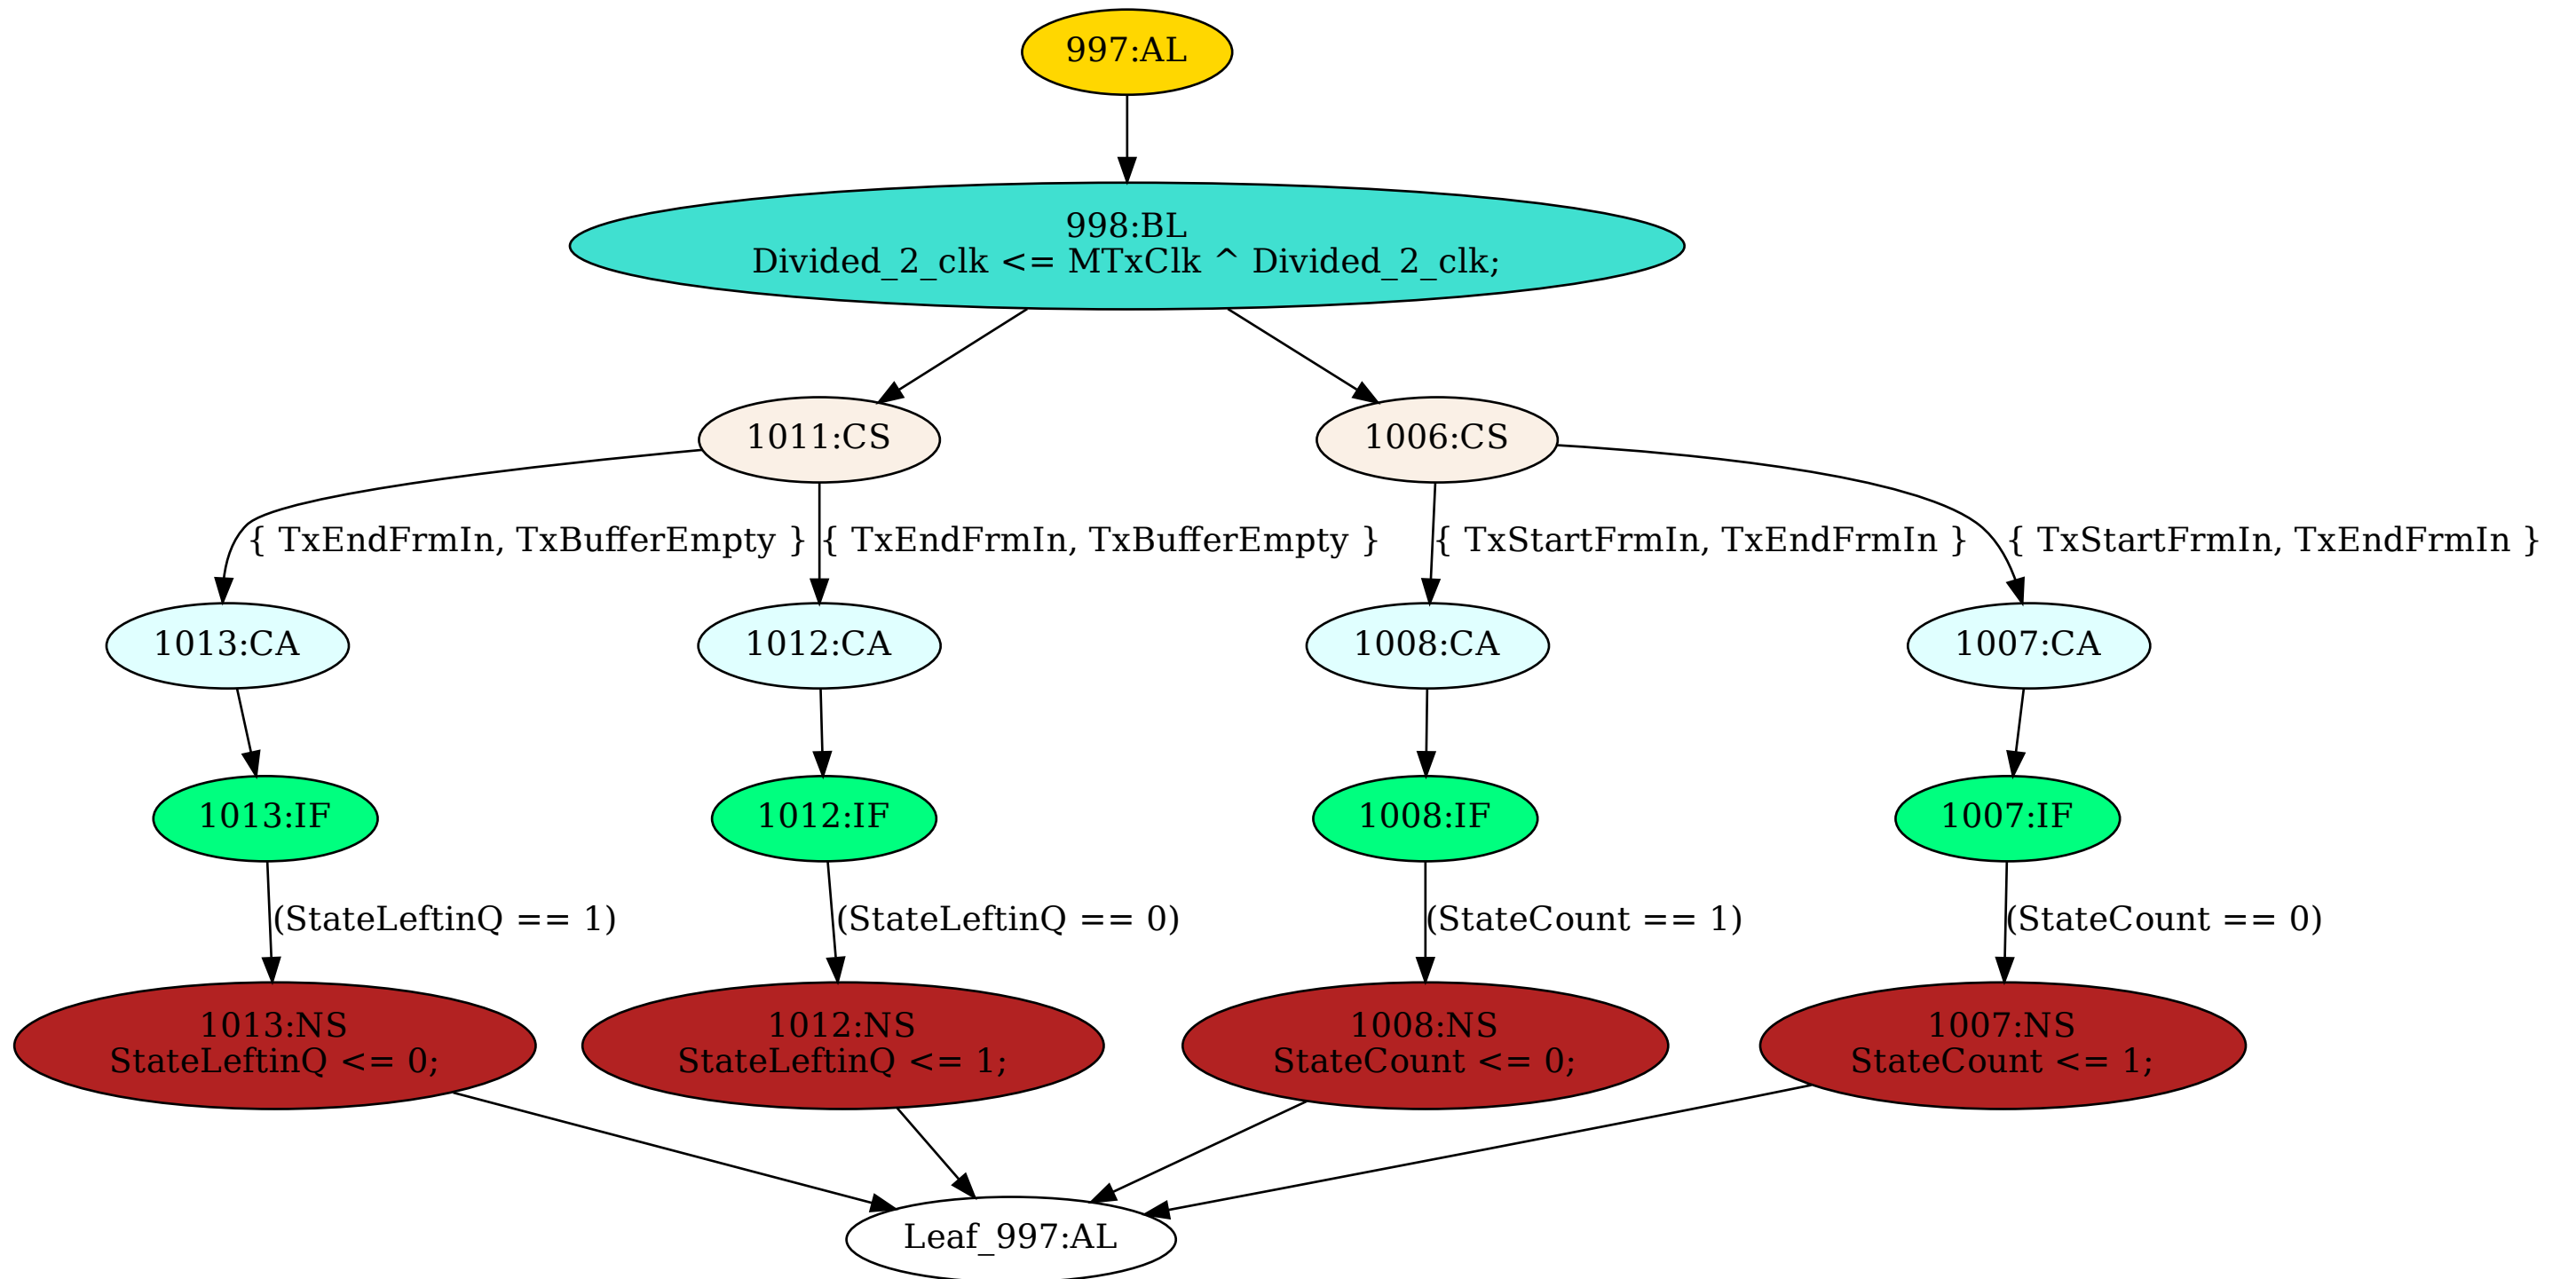 997:AL
998:BL
Divided_2_clk <= MTxClk ^ Divided_2_clk;
1011:CS
1006:CS
{ TxEndFrmIn, TxBufferEmpty }
{ TxEndFrmIn, TxBufferEmpty }
{ TxStartFrmIn, TxEndFrmIn }
{ TxStartFrmIn, TxEndFrmIn }
1013:CA
1012:CA
1008:CA
1007:CA
1013:IF
1012:IF
1008:IF
1007:IF
(StateLeftinQ == 1)
(StateLeftinQ == 0)
(StateCount == 1)
(StateCount == 0)
1013:NS
StateLeftinQ <= 0;
1012:NS
StateLeftinQ <= 1;
1008:NS
StateCount <= 0;
1007:NS
StateCount <= 1;
Leaf_997:AL